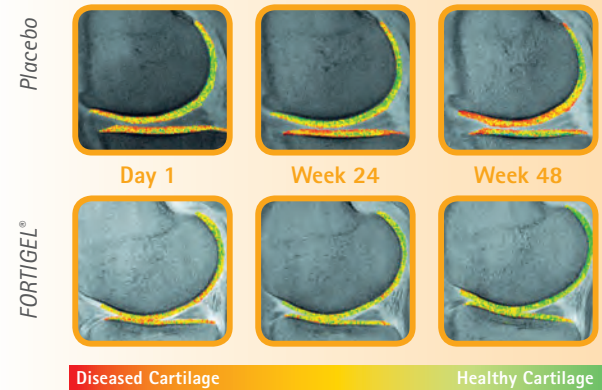 Placebo
Day 1
Week 24
Week 48
FORTIGEL®
Diseased Cartilage
Healthy Cartilage